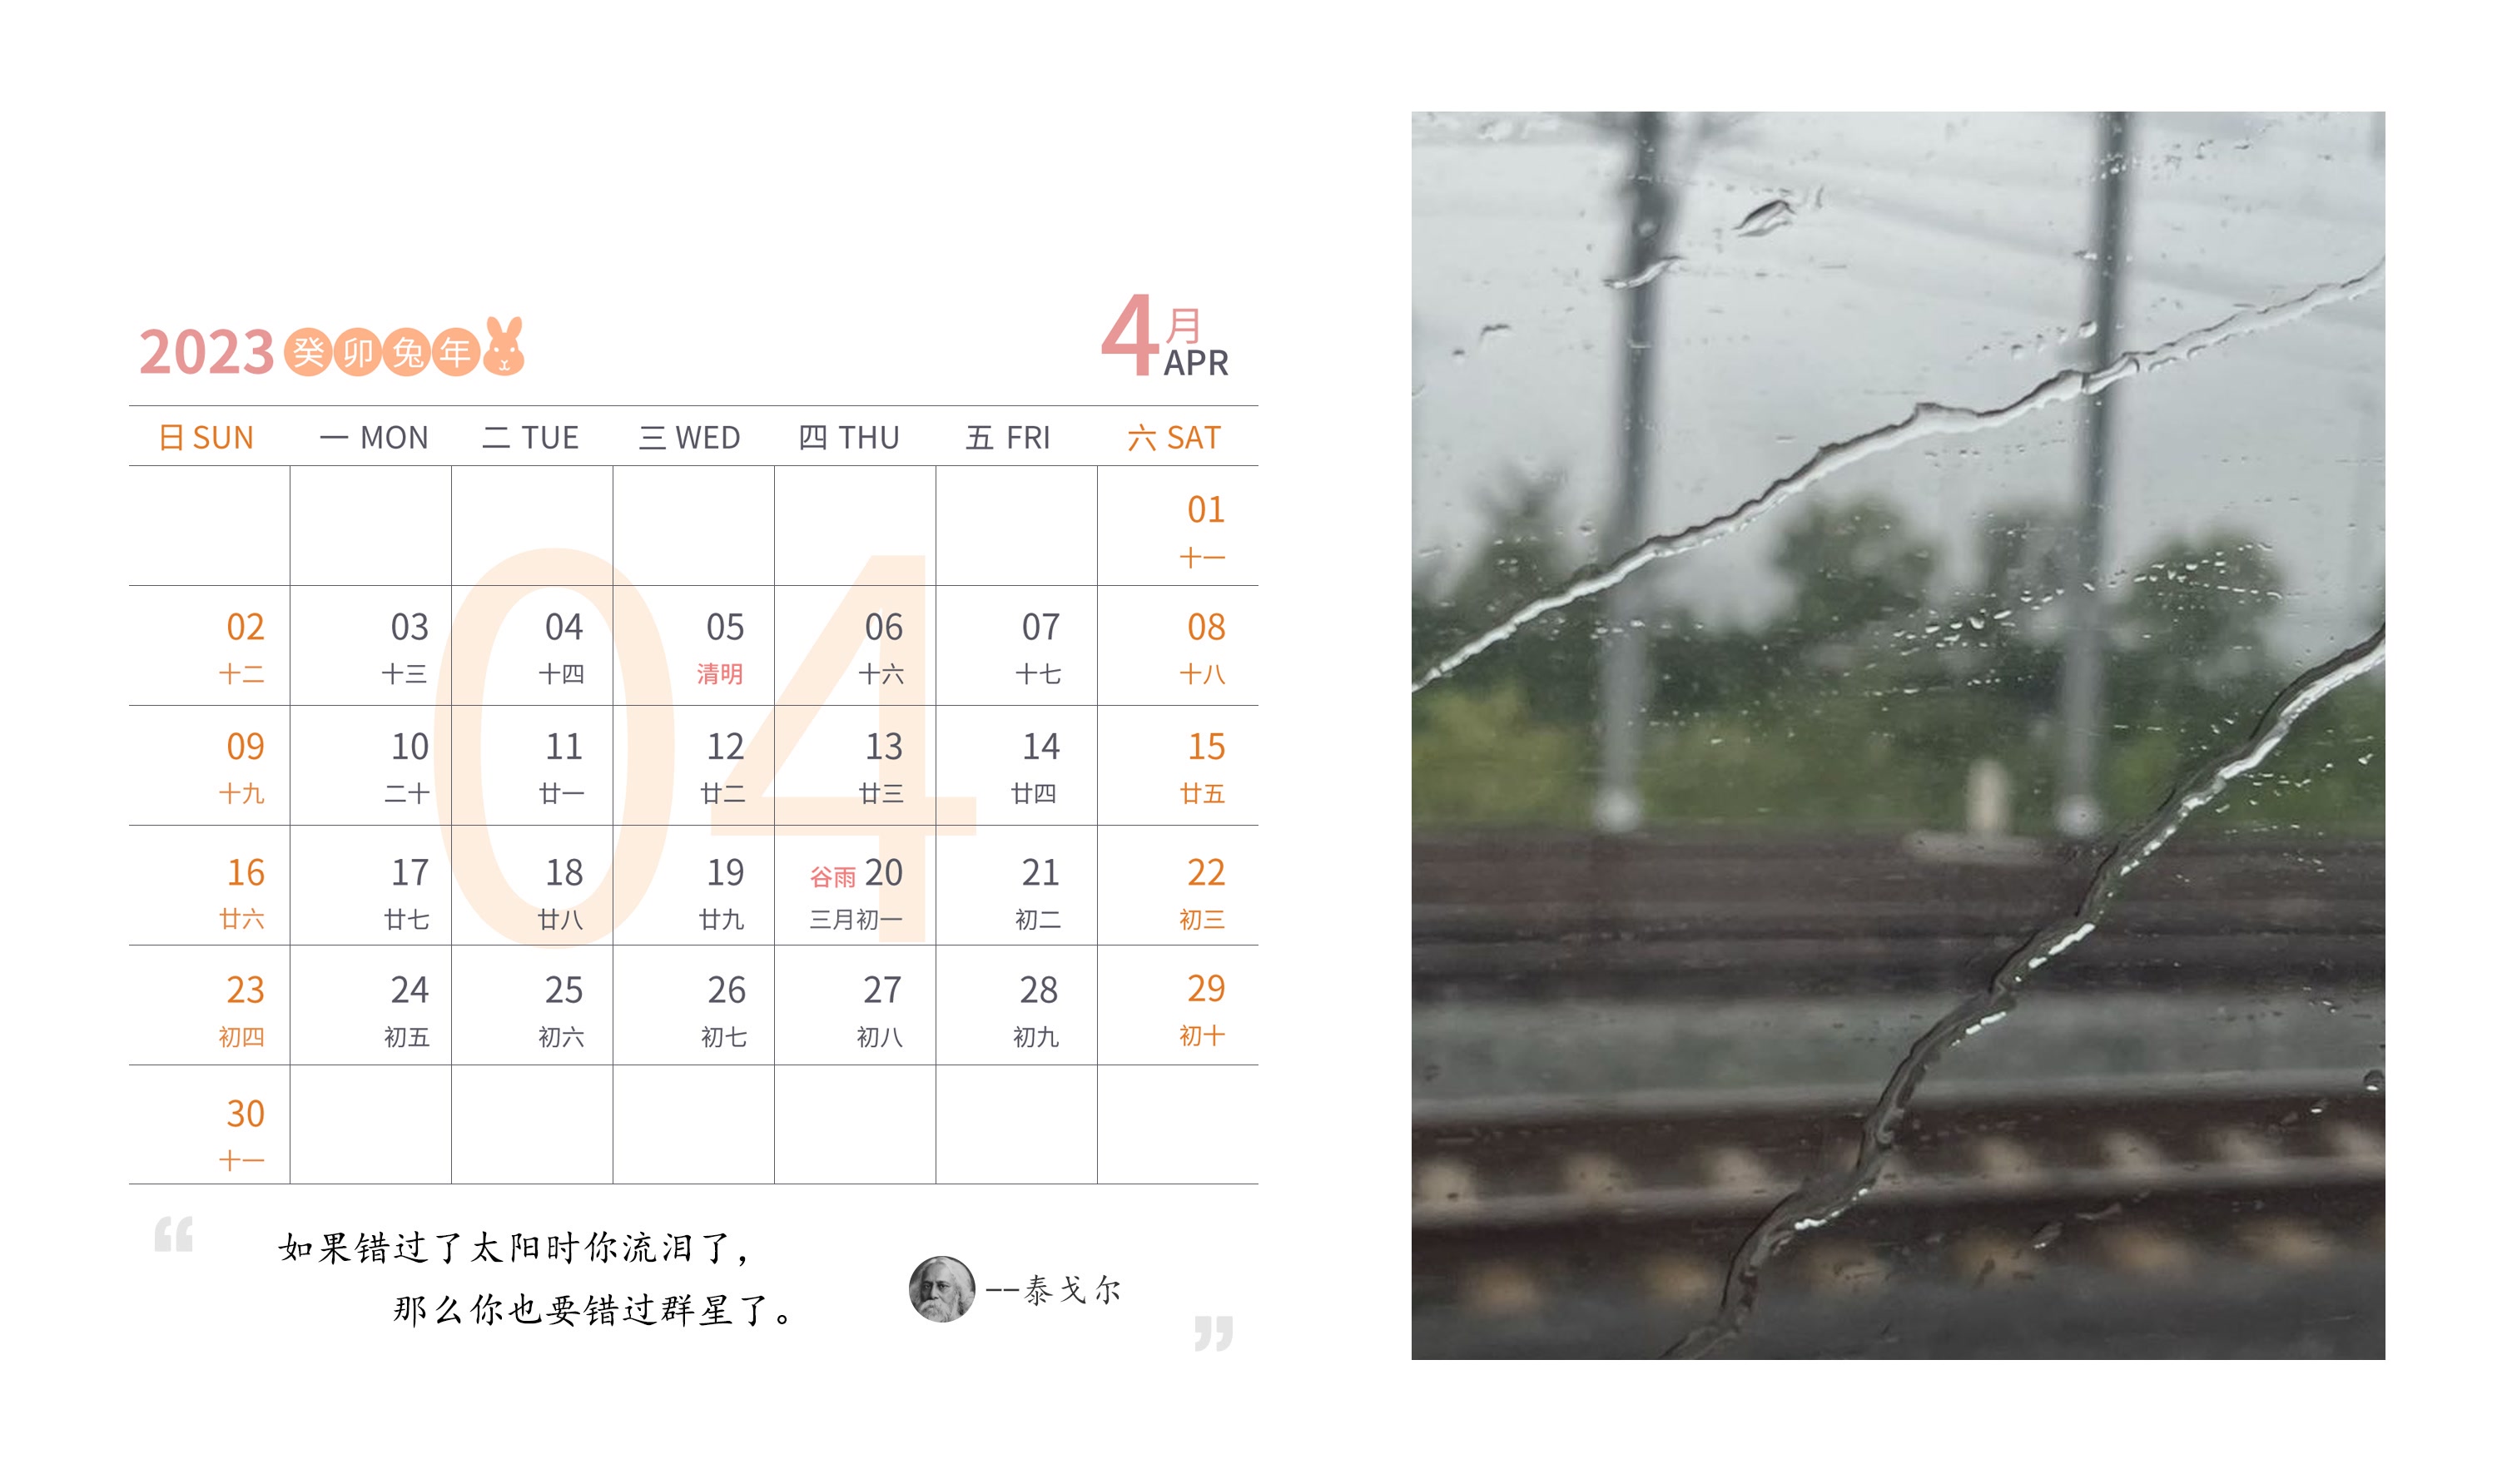 2023 癸卯兔年
4月
APR
日 SUN 一 MON 二 TUE 三 WED 四 THU 五 FRI 六 SAT
01
十一
02 03 04 05 06 07 08
十二 十三 十四 清明 十六 十七 十八
09 10 11 12 13 14 15
十九 二十 廿一 廿二 廿三 廿四 廿五
16 17 18 19 谷雨 20 21 22
廿六 廿七 廿八 廿九 三月初一 初二 初三
23 24 25 26 27 28 29
初四 初五 初六 初七 初八 初九 初十
30
十一
04
“如果错过了太阳时你流泪了，
那么你也要错过群星了。
--泰戈尔”